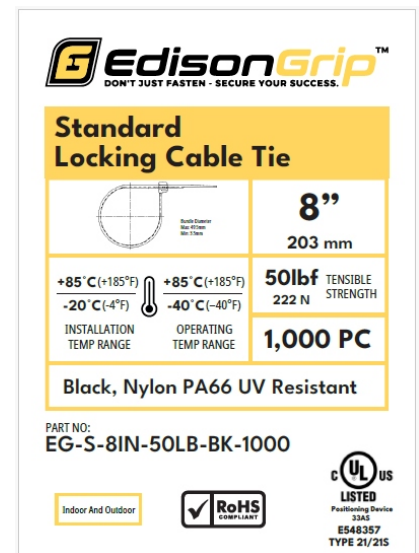 EdisonGrip™
DON'T JUST FASTEN - SECURE YOUR SUCCESS.
Standard
Locking Cable Tie
Bundle Diameter
8”
203 mm
+85°C(+185°F)
-20°C(-4°F)
INSTALLATION
TEMP RANGE
+85°C(+185°F)
-40°C(-40°F)
OPERATING
TEMP RANGE
50lbf
222 N
TENSIBLE
STRENGTH
1,000 PC
Black, Nylon PA66 UV Resistant
PART NO:
EG-S-8IN-50LB-BK-1000
Indoor And Outdoor
RoHS
COMPLIANT
C UL US
LISTED
Positioning Device
33AS
E548357
TYPE 21/21S